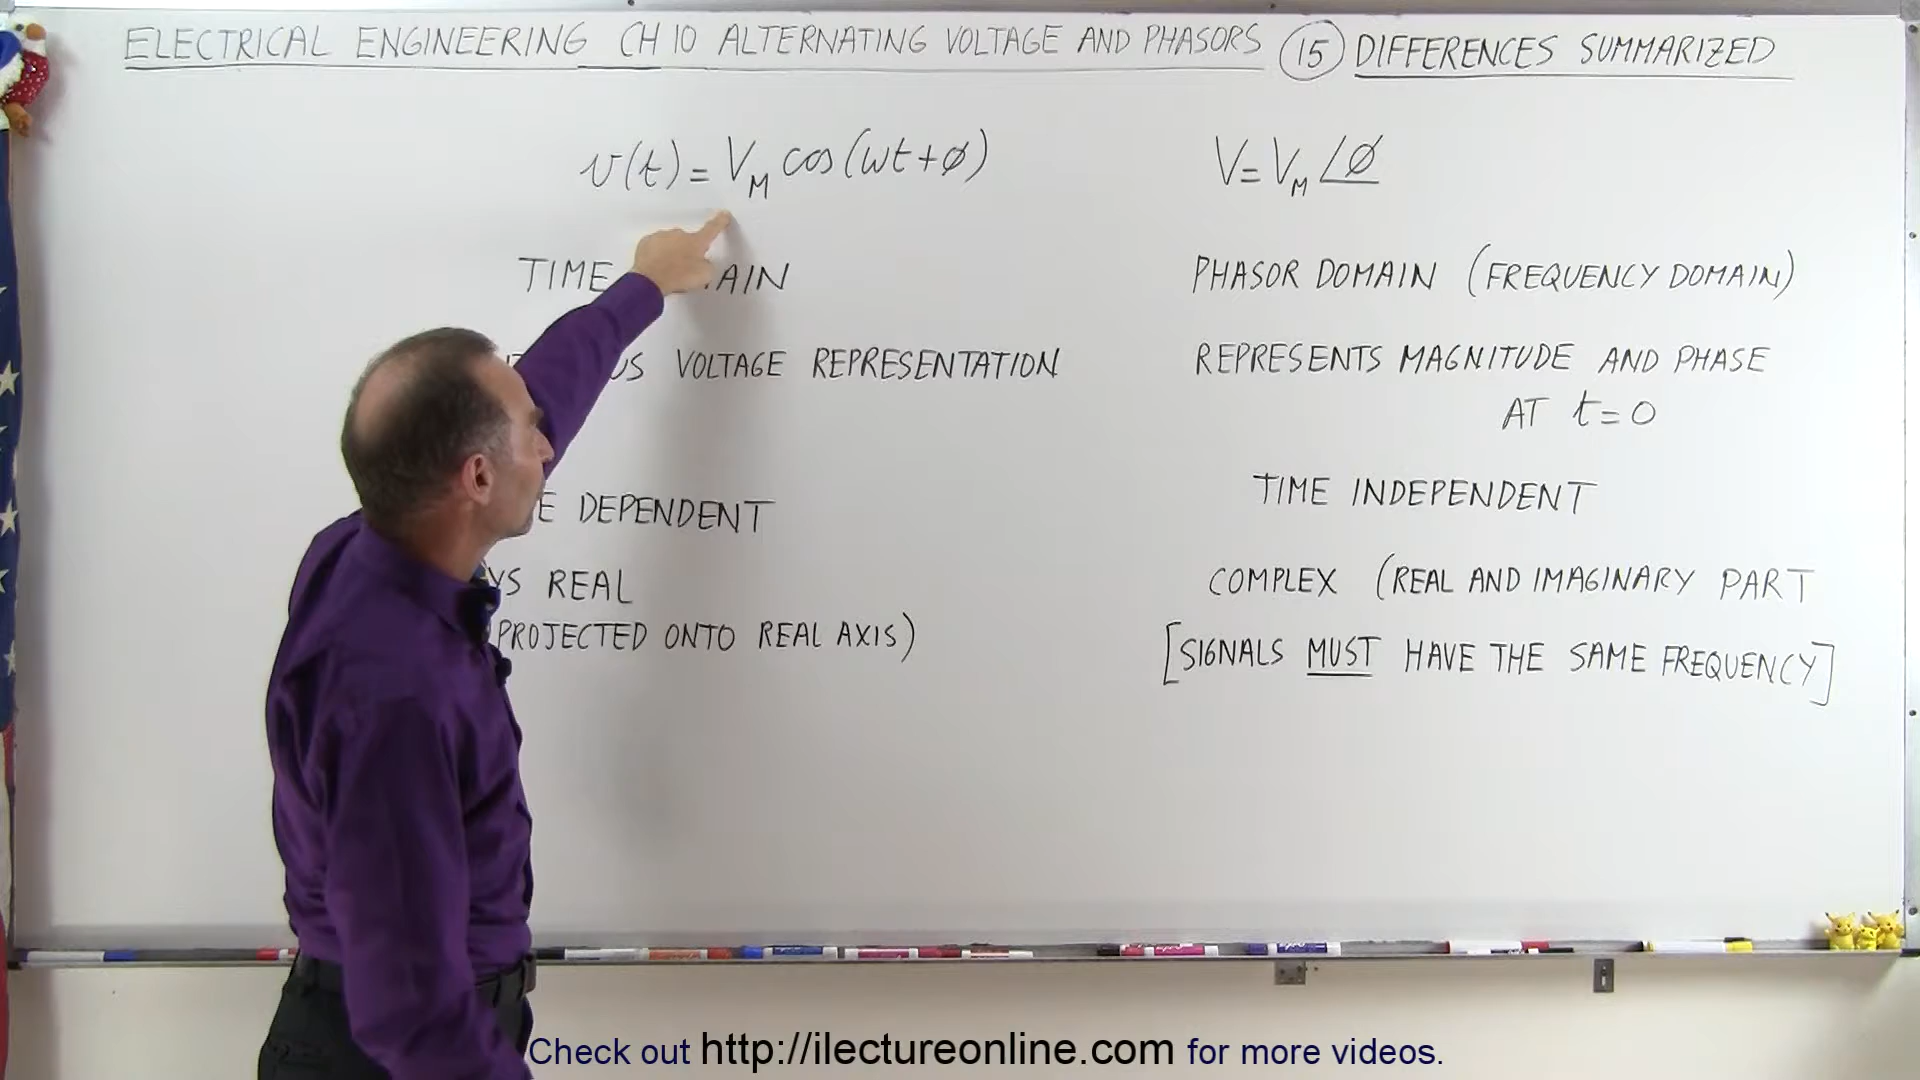 ELECTRICAL ENGINEERING CH 10 ALTERNATING VOLTAGE AND PHASORS 15 DIFFERENCES SUMMARIZED
v(t) = V_M cos(ωt+ø)
TIME AIN
US VOLTAGE REPRESENTATION
E DEPENDENT
YS REAL
PROJECTED ONTO REAL AXIS)
V = V_M ∠ø
PHASOR DOMAIN (FREQUENCY DOMAIN)
REPRESENTS MAGNITUDE AND PHASE
AT t = 0
TIME INDEPENDENT
COMPLEX (REAL AND IMAGINARY PART
[SIGNALS MUST HAVE THE SAME FREQUENCY]
Check out http://ilectureonline.com for more videos.